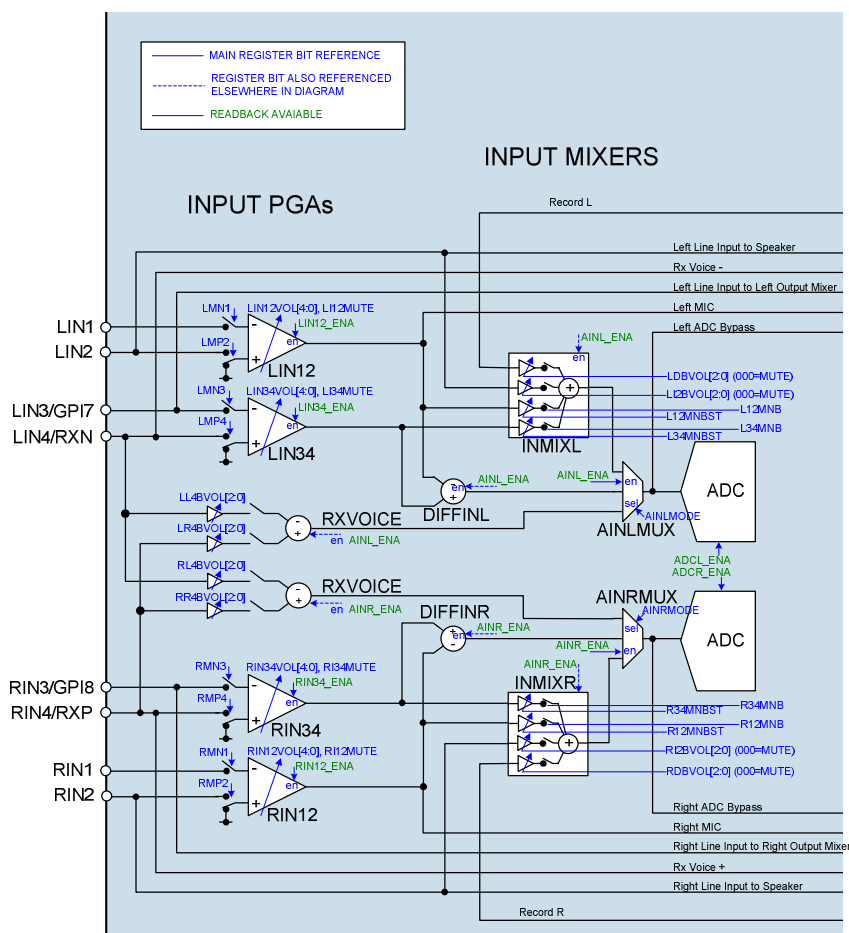 MAIN REGISTER BIT REFERENCE
REGISTER BIT ALSO REFERENCED
ELSEWHERE IN DIAGRAM
READBACK AVAIABLE
INPUT MIXERS
INPUT PGAs
Record L
Left Line Input to Speaker
Rx Voice -
Left Line Input to Left Output Mixer
Left MIC
Left ADC Bypass
LIN1
LIN2
LMN1
LMP2
LIN12VOL[4:0], LI12MUTE
LIN12_ENA
-
+
en
LIN12
LIN3/GPI7
LIN4/RXN
LMN3
LMP4
LIN34VOL[4:0], LI34MUTE
LIN34_ENA
-
+
en
LIN34
AINL_ENA
en
+
LDBVOL[2:0] (000=MUTE)
LI2BVOL[2:0] (000=MUTE)
L12MNB
L12MNBST
L34MNB
L34MNBST
INMIXL
AINL_ENA
-
en
+
DIFFINL
AINL_ENA
en
sel
AINLMODE
AINLMUX
ADC
LL4BVOL[2:0]
LR4BVOL[2:0]
-
+
RXVOICE
en
AINL_ENA
ADCL_ENA
ADCR_ENA
RL4BVOL[2:0]
RR4BVOL[2:0]
-
+
RXVOICE
en
AINR_ENA
DIFFINR
+
en
-
AINR_ENA
AINRMUX
AINRMODE
sel
en
AINR_ENA
ADC
AINR_ENA
INMIXR
en
+
R34MNB
R34MNBST
R12MNB
R12MNBST
RI2BVOL[2:0] (000=MUTE)
RDBVOL[2:0] (000=MUTE)
RIN3/GPI8
RIN4/RXP
RMN3
RMP4
RIN34VOL[4:0], RI34MUTE
RIN34_ENA
-
+
en
RIN34
RIN1
RIN2
RMN1
RMP2
RIN12VOL[4:0], RI12MUTE
RIN12_ENA
-
+
en
RIN12
Right ADC Bypass
Right MIC
Right Line Input to Right Output Mixer
Rx Voice +
Right Line Input to Speaker
Record R